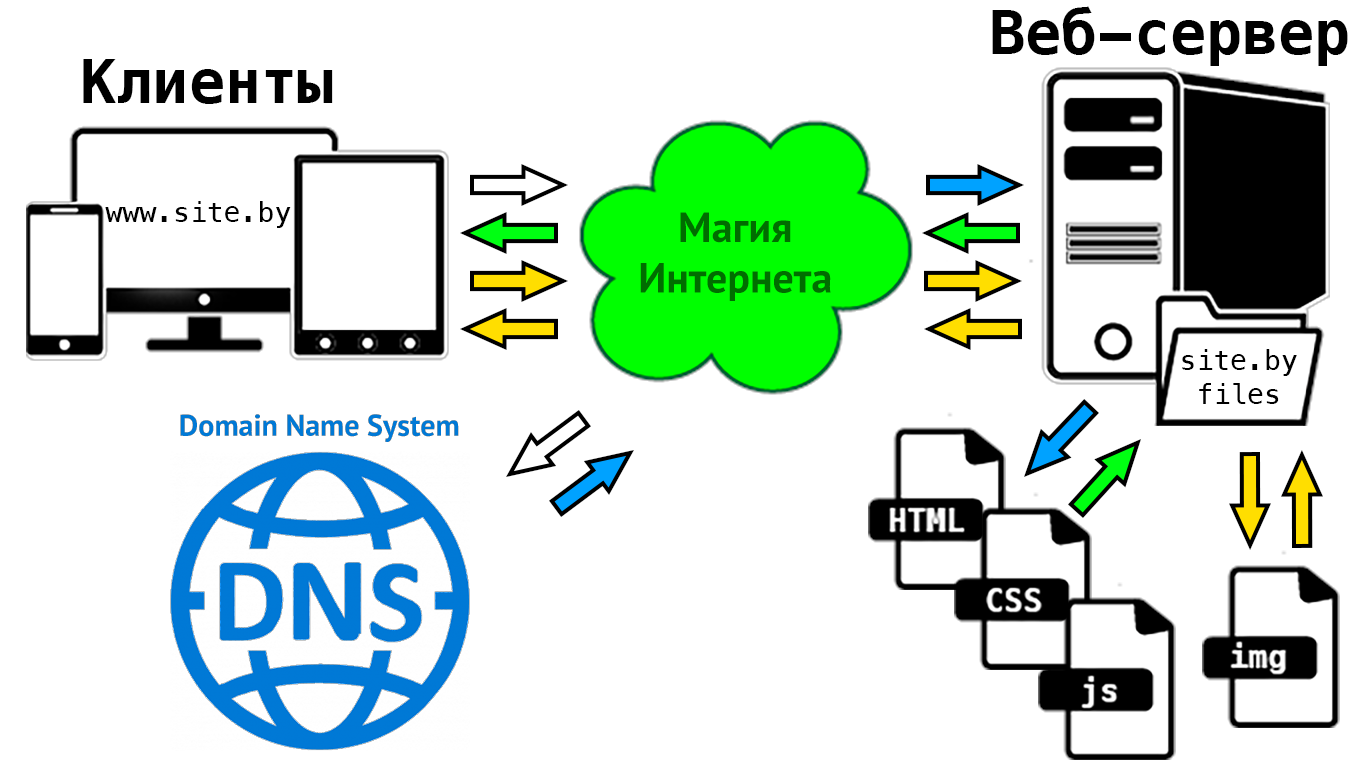 Клиенты
Веб-сервер
www.site.by
Магия
Интернета
site.by
files
Domain Name System
DNS
HTML
CSS
js
img